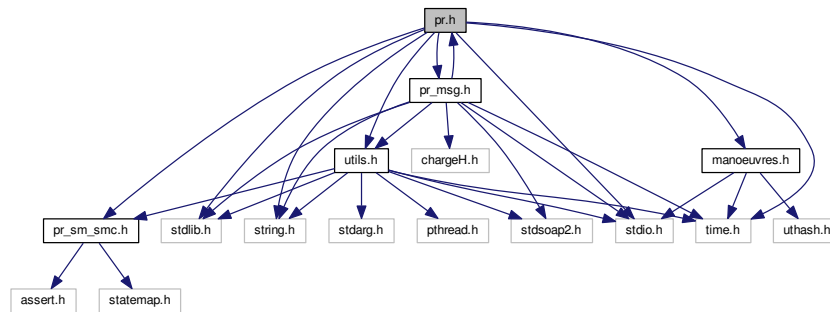 pr.h
pr_msg.h
utils.h
chargeH.h
manoeuvres.h
pr_sm_smc.h
stdlib.h
string.h
stdarg.h
pthread.h
stdsoap2.h
stdio.h
time.h
uthash.h
assert.h
statemap.h